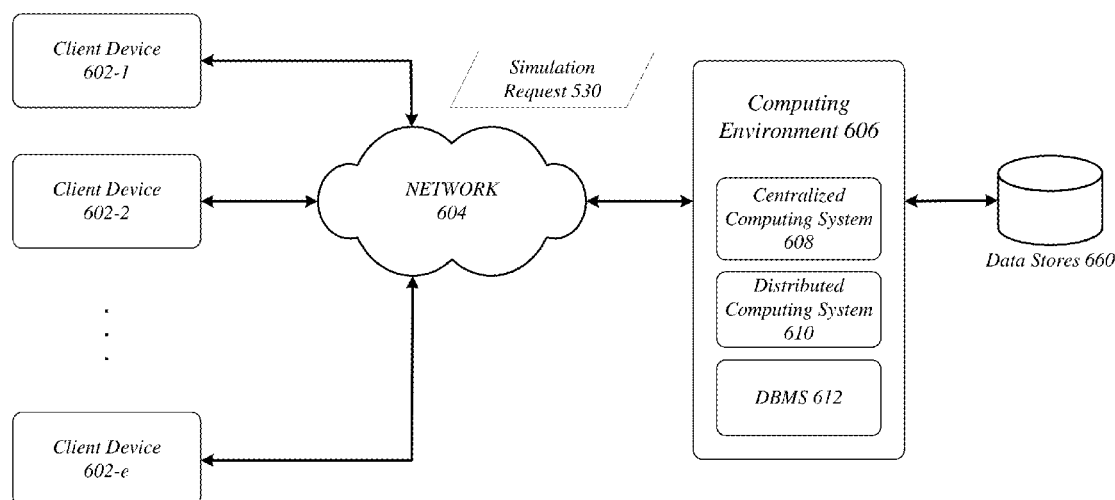 Client Device
602-1
Client Device
602-2
.
.
.
Client Device
602-e
NETWORK
604
Simulation
Request 530
Computing
Environment 606
Centralized
Computing System
608
Distributed
Computing System
610
DBMS 612
Data Stores 660